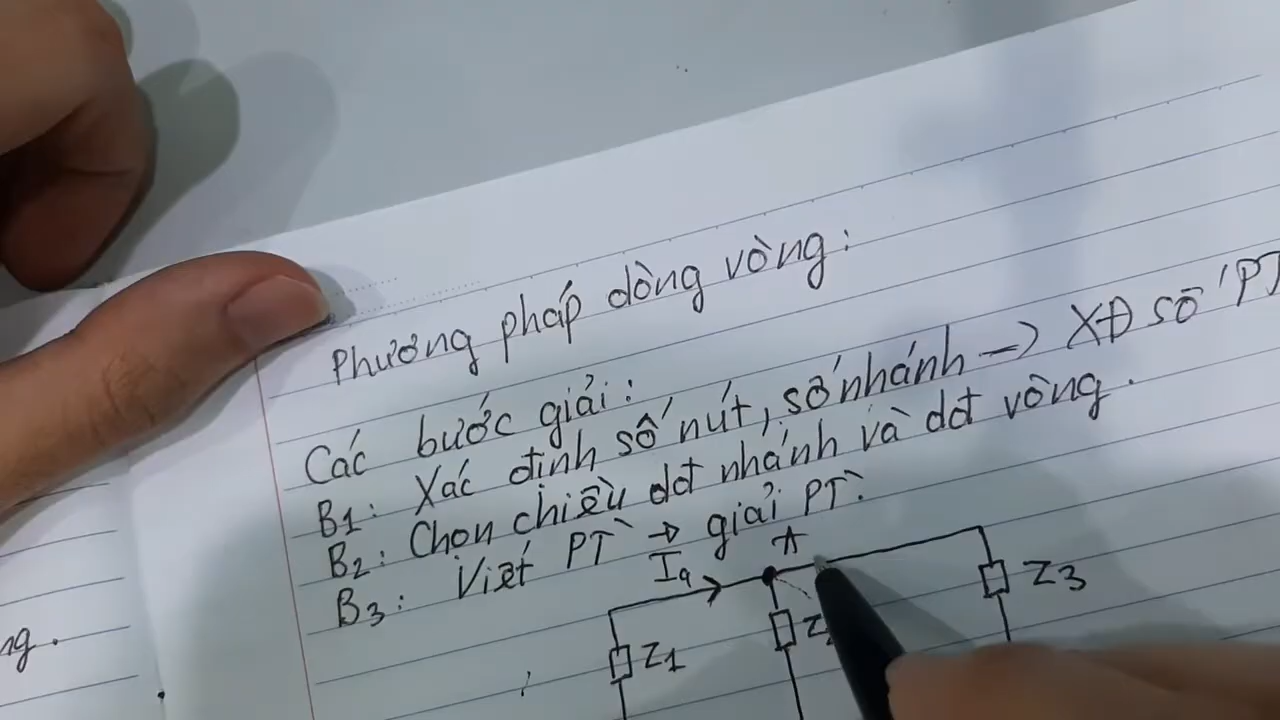 Phương pháp dòng vòng:
Các bước giải:
B1: Xác định số nút, số nhánh -> XĐ số PT
B2: Chọn chiều dđ nhánh và dđ vòng.
B3: Viết PT -> giải PT.
A
I
Z3
Z1
ng.